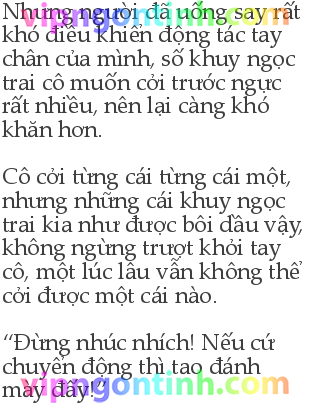 Nhưng người đã uống say rất
khó điều khiển động tác tay
chân của mình, số khuy ngọc
trai cô muốn cởi trước ngực
rất nhiều, nên lại càng khó
khăn hơn.
Cô cởi từng cái từng cái một,
nhưng những cái khuy ngọc
trai kia như được bôi dầu vậy,
không ngừng trượt khỏi tay
cô, một lúc lâu vẫn không thể
cởi được một cái nào.
“Đừng nhúc nhích! Nếu cứ
chuyển động thì tao đánh
mày đấy!”
vipngontinh.com
vipngontinh.com